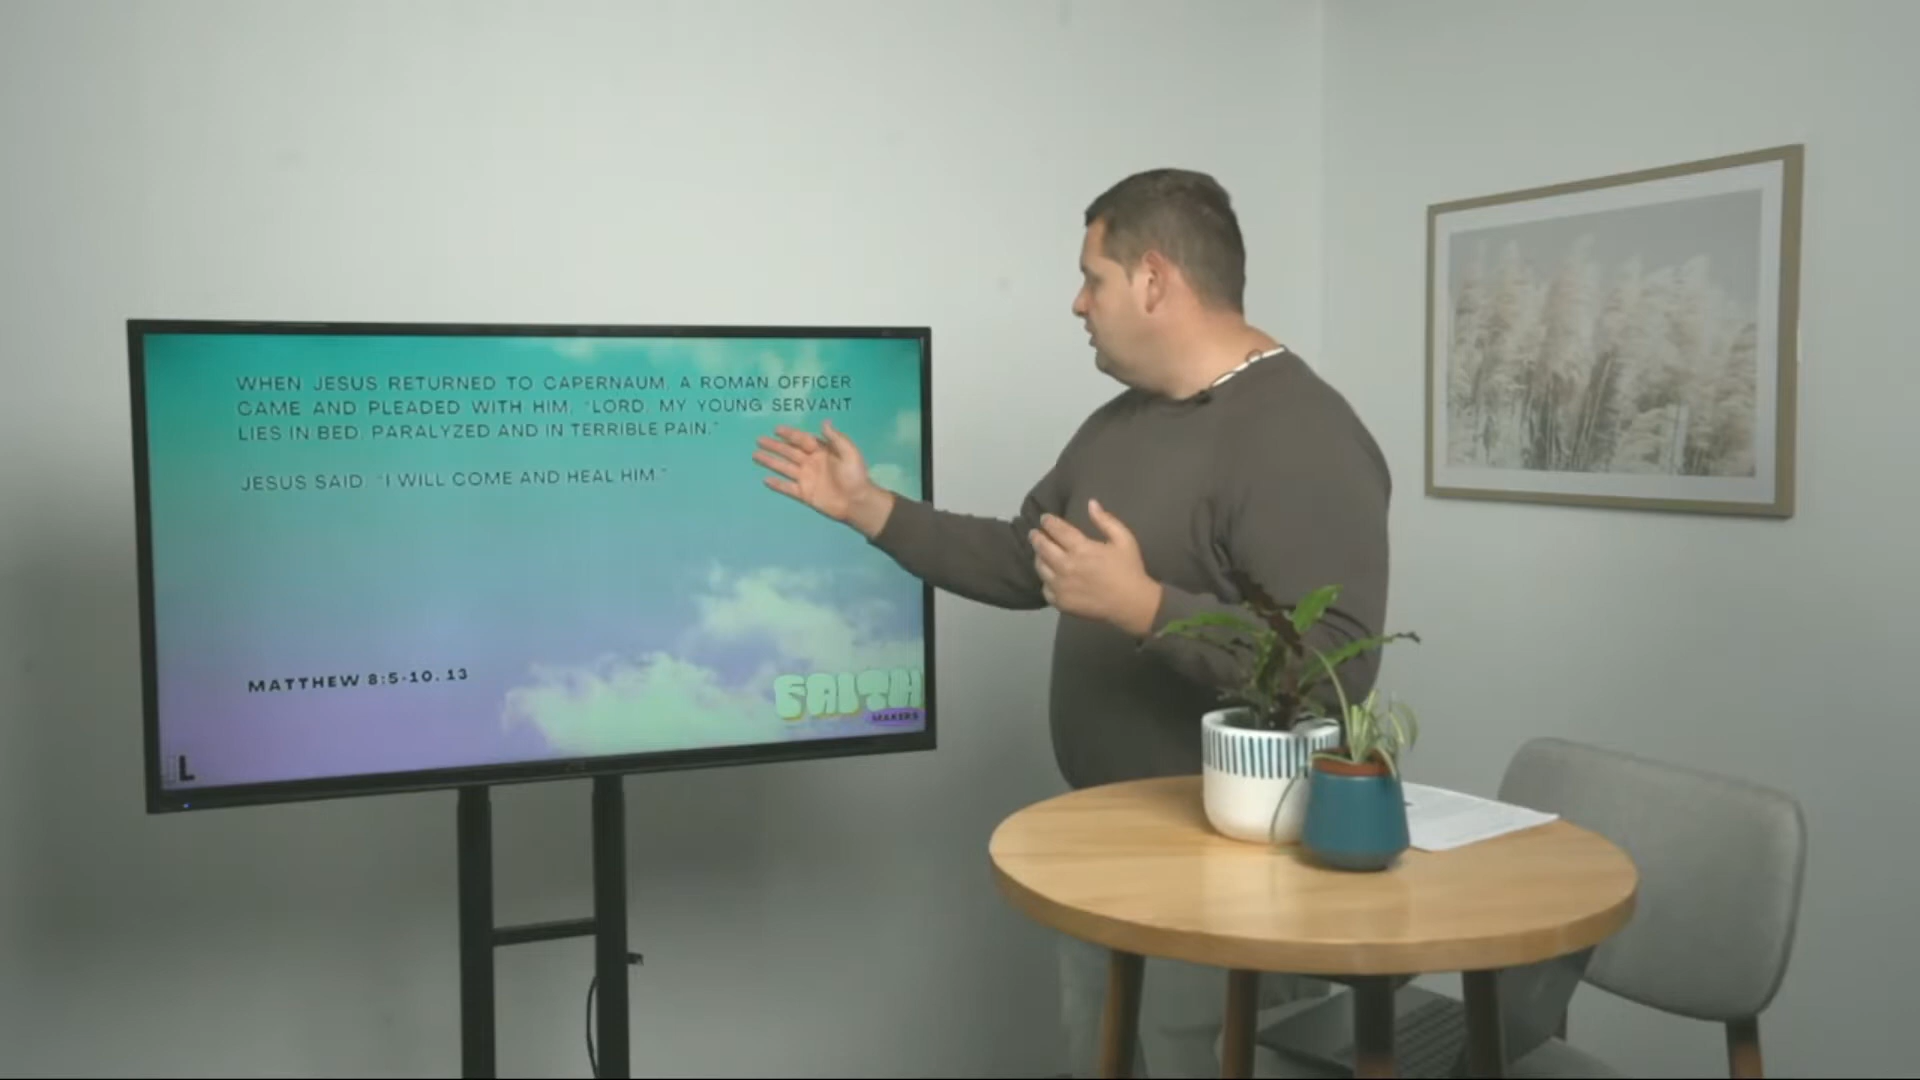 WHEN JESUS RETURNED TO CAPERNAUM, A ROMAN OFFICER
CAME AND PLEADED WITH HIM, "LORD, MY YOUNG SERVANT
LIES IN BED, PARALYZED AND IN TERRIBLE PAIN."
JESUS SAID, "I WILL COME AND HEAL HIM."
MATTHEW 8:5-10, 13
FAITH
MAKERS
L